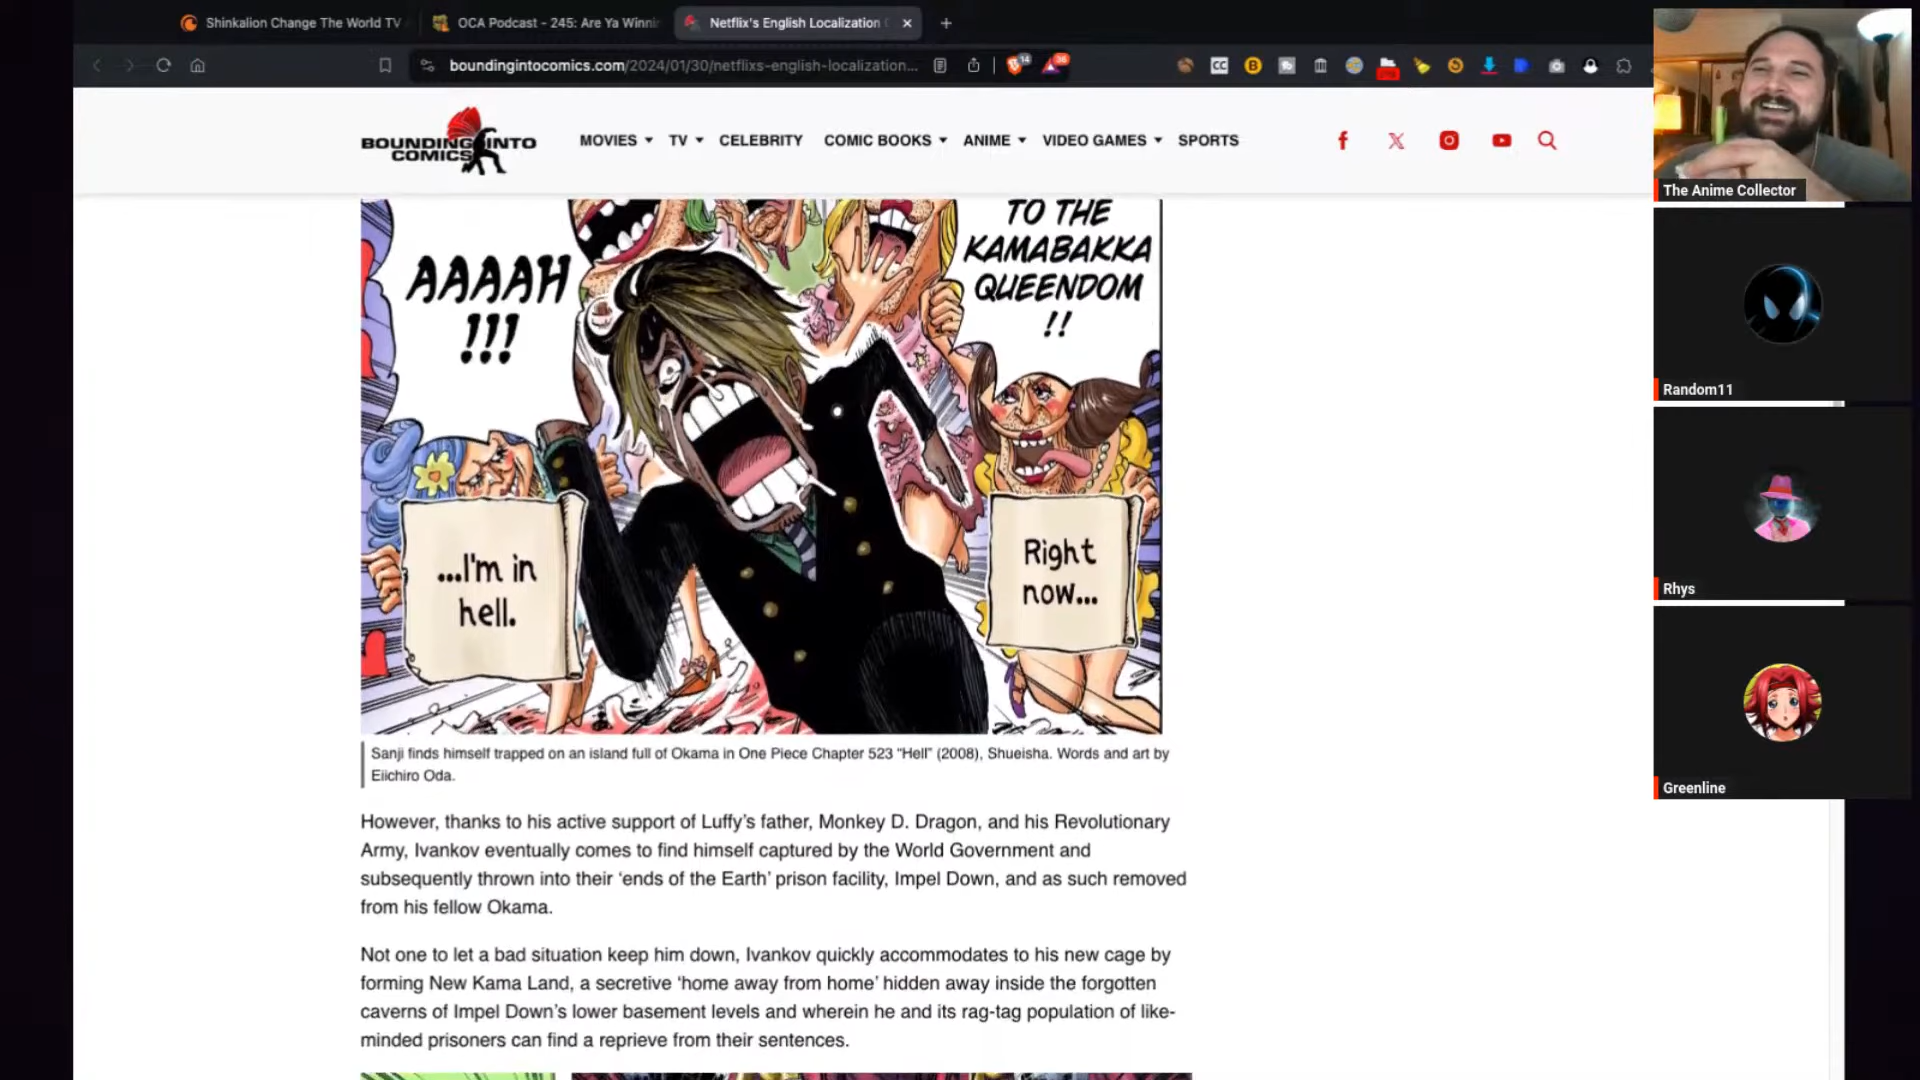 Shinkalion Change The World TV
OCA Podcast - 245: Are Ya Winni
Netflix's English Localization
boundingintocomics.com/2024/01/30/netflixs-english-localization...
BOUNDING INTO
COMICS
MOVIES
TV
CELEBRITY
COMIC BOOKS
ANIME
VIDEO GAMES
SPORTS
The Anime Collector
Random11
Rhys
Greenline
AAAAH
!!!
TO THE
KAMABAKKA
QUEENDOM
!!
...I'm in
hell.
Right
now...
Sanji finds himself trapped on an island full of Okama in One Piece Chapter 523 "Hell" (2008), Shueisha. Words and art by
Eiichiro Oda.
However, thanks to his active support of Luffy's father, Monkey D. Dragon, and his Revolutionary
Army, Ivankov eventually comes to find himself captured by the World Government and
subsequently thrown into their 'ends of the Earth' prison facility, Impel Down, and as such removed
from his fellow Okama.
Not one to let a bad situation keep him down, Ivankov quickly accommodates to his new cage by
forming New Kama Land, a secretive 'home away from home' hidden away inside the forgotten
caverns of Impel Down's lower basement levels and wherein he and its rag-tag population of like-
minded prisoners can find a reprieve from their sentences.